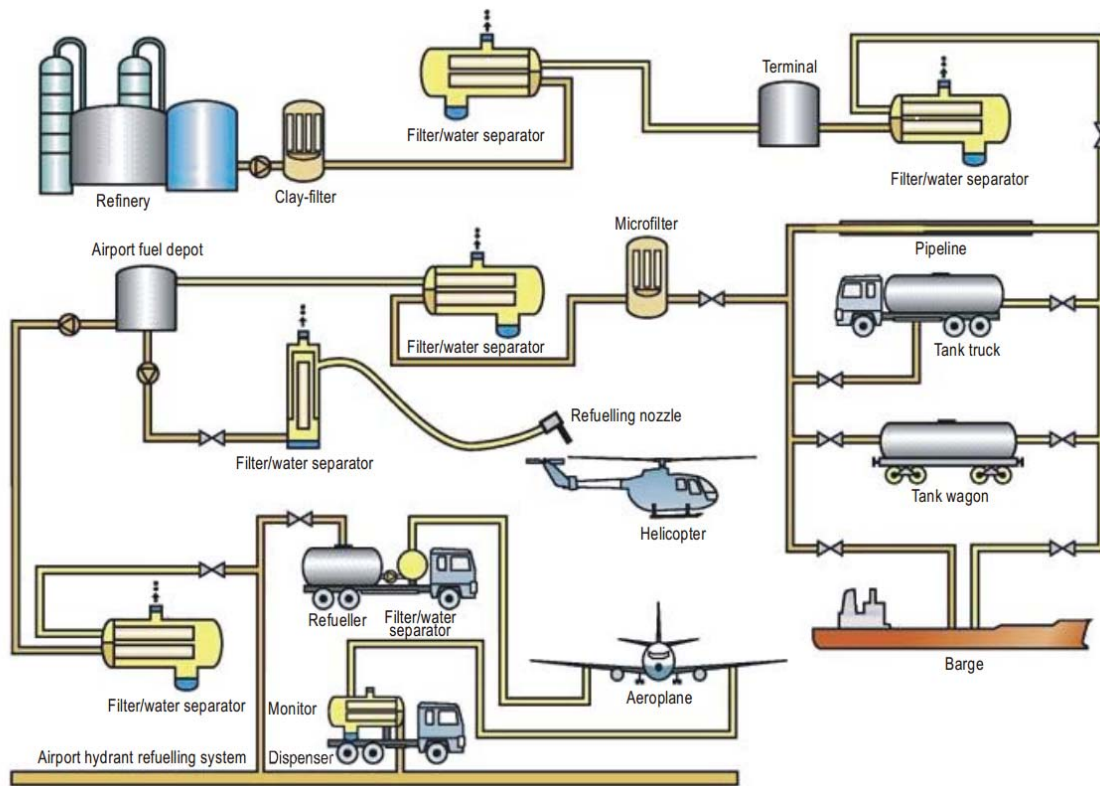 Terminal
Filter/water separator
Filter/water separator
Refinery
Clay-filter
Microfilter
Pipeline
Airport fuel depot
Filter/water separator
Tank truck
Refuelling nozzle
Filter/water separator
Tank wagon
Helicopter
Refueller
Filter/water
separator
Barge
Aeroplane
Filter/water separator
Monitor
Dispenser
Airport hydrant refuelling system